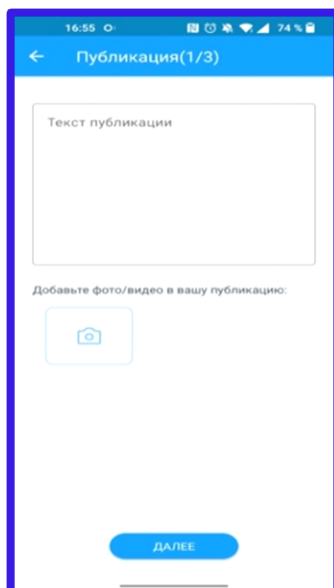 16:55
74 %
Публикация(1/3)
Текст публикации
Добавьте фото/видео в вашу публикацию:
ДАЛЕЕ